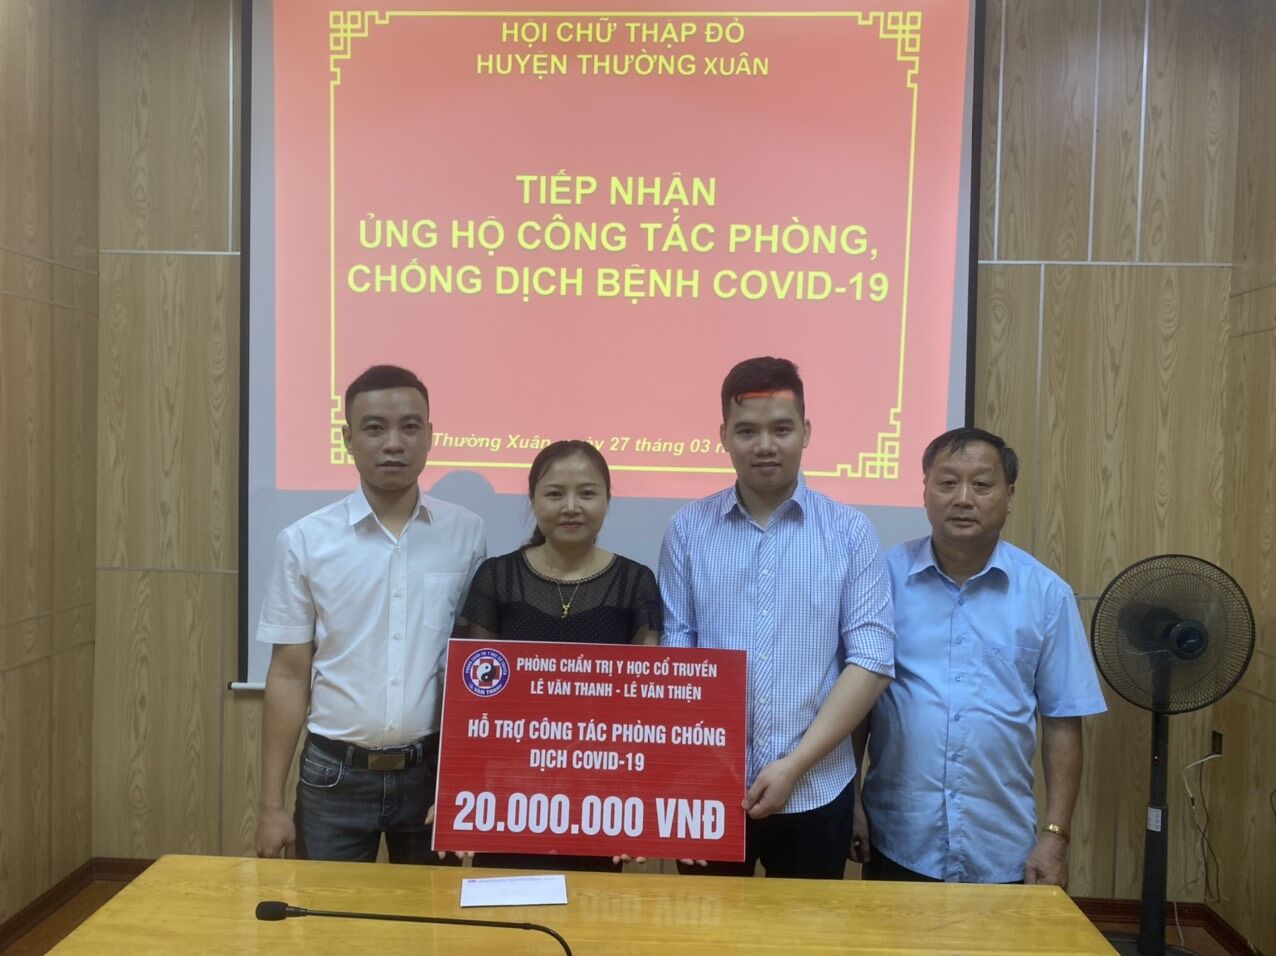 HỘI CHỮ THẬP ĐỎ
HUYỆN THƯỜNG XUÂN
TIẾP NHẬN
ỦNG HỘ CÔNG TÁC PHÒNG,
CHỐNG DỊCH BỆNH COVID-19
Thường Xuân, ngày 27 tháng 03
PHÒNG CHẨN TRỊ Y HỌC CỔ TRUYỀN
LÊ VĂN THANH - LÊ VĂN THIỆN
HỖ TRỢ CÔNG TÁC PHÒNG CHỐNG
DỊCH COVID-19
20.000.000 VNĐ